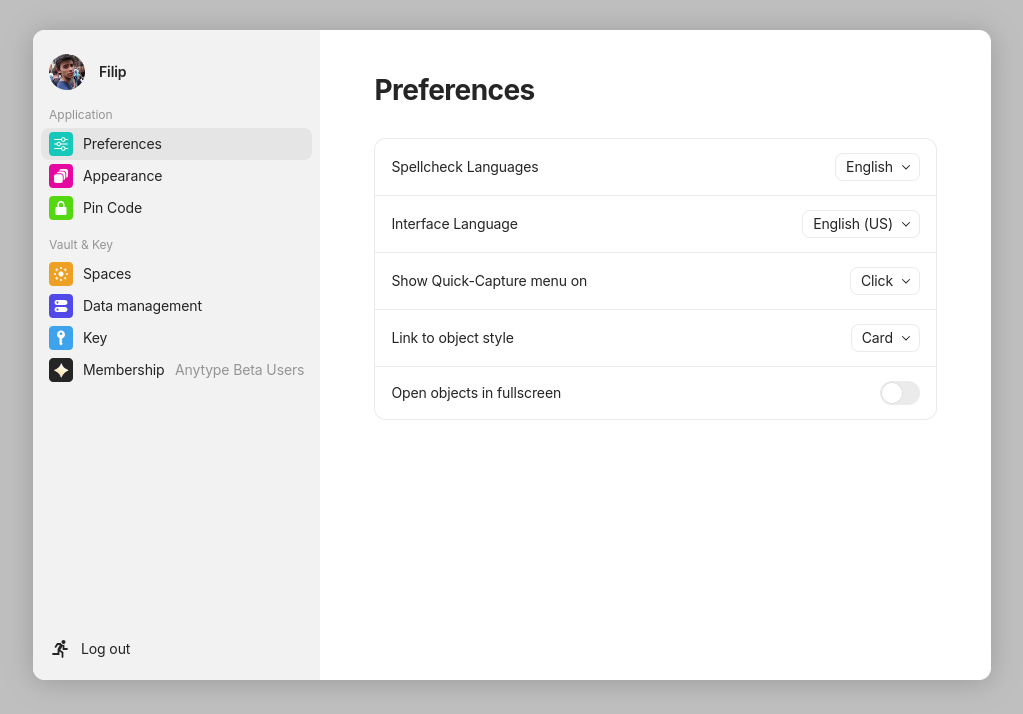 Filip
Application
Preferences
Appearance
Pin Code
Vault & Key
Spaces
Data management
Key
Membership Anytype Beta Users
Log out
Preferences
Spellcheck Languages English
Interface Language English (US)
Show Quick-Capture menu on Click
Link to object style Card
Open objects in fullscreen